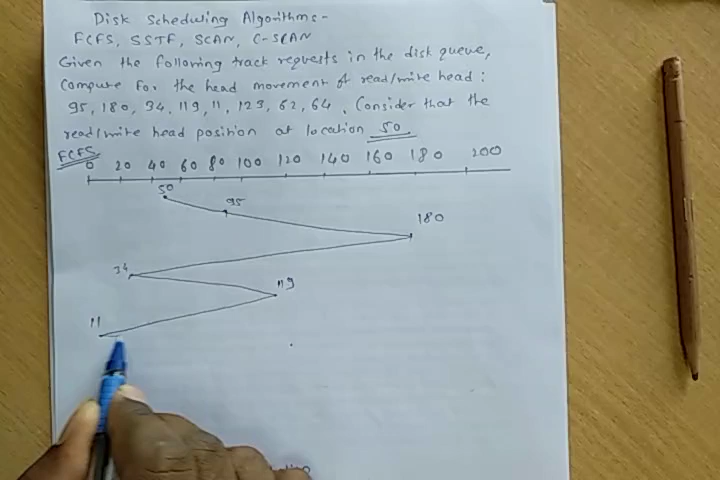 Disk Scheduling Algorithms-
FCFS, SSTF, SCAN, C-SCAN
Given the following track requests in the disk queue,
Compute for the head movement of read/write head:
95, 180, 34, 119, 11, 123, 62, 64. Consider that the
read/write head position at location 50.
FCFS
0 20 40 60 80 100 120 140 160 180 200
50
95
180
34
119
11